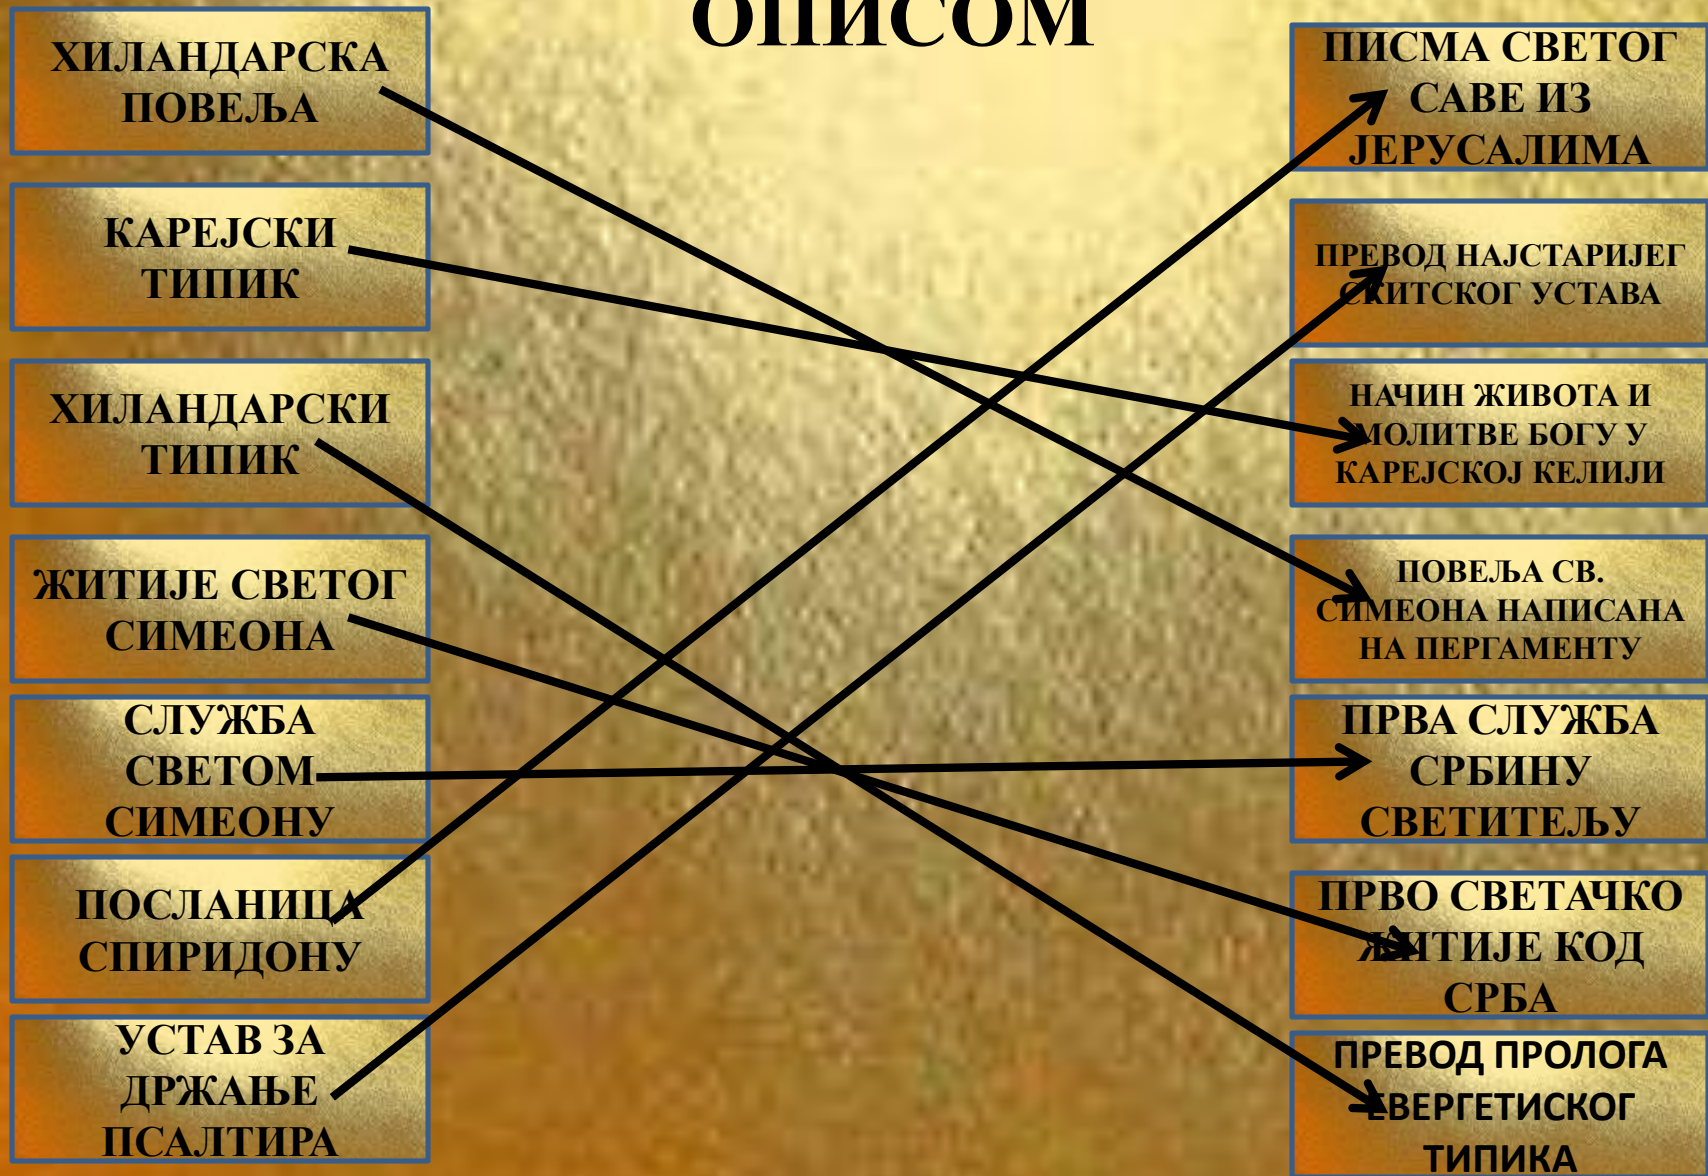 ОПИСОМ
ХИЛАНДАРСКА
ПОВЕЉА
КАРЕЈСКИ
ТИПИК
ХИЛАНДАРСКИ
ТИПИК
ЖИТИЈЕ СВЕТОГ
СИМЕОНА
СЛУЖБА
СВЕТОМ
СИМЕОНУ
ПОСЛАНИЦА
СПИРИДОНУ
УСТАВ ЗА
ДРЖАЊЕ
ПСАЛТИРА
ПИСМА СВЕТОГ
САВЕ ИЗ
ЈЕРУСАЛИМА
ПРЕВОД НАЈСТАРИЈЕГ
СКИТСКОГ УСТАВА
НАЧИН ЖИВОТА И
МОЛИТВЕ БОГУ У
КАРЕЈСКОЈ КЕЛИЈИ
ПОВЕЉА СВ.
СИМЕОНА НАПИСАНА
НА ПЕРГАМЕНТУ
ПРВА СЛУЖБА
СРБИНУ
СВЕТИТЕЉУ
ПРВО СВЕТАЧКО
ЖИТИЈЕ КОД
СРБА
ПРЕВОД ПРОЛОГА
ЕВЕРГЕТИСКОГ
ТИПИКА